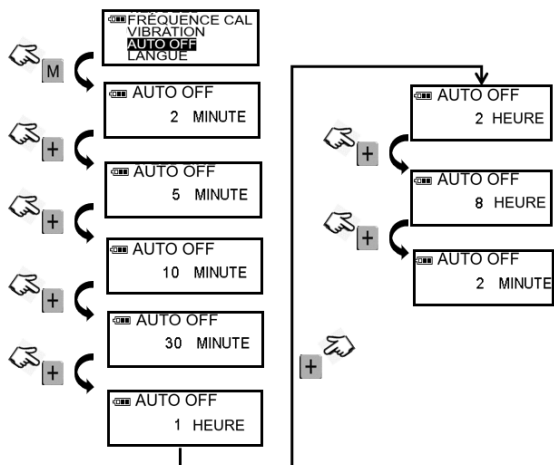 FRÉQUENCE CAL
VIBRATION
AUTO OFF
LANGUE
M
AUTO OFF
2 MINUTE
+
AUTO OFF
5 MINUTE
+
AUTO OFF
10 MINUTE
+
AUTO OFF
30 MINUTE
+
AUTO OFF
1 HEURE
+
AUTO OFF
2 HEURE
+
AUTO OFF
8 HEURE
+
AUTO OFF
2 MINUTE